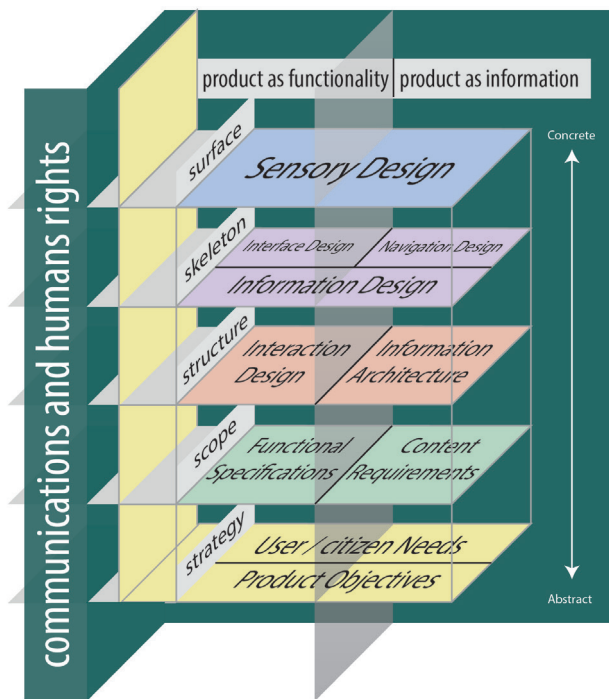 product as functionality
product as information
communications and humans rights
Concrete
surface
Sensory Design
skeleton
Interface Design
Navigation Design
Information Design
structure
Interaction
Design
Information
Architecture
scope
Functional
Specifications
Content
Requirements
strategy
User / citizen Needs
Product Objectives
Abstract